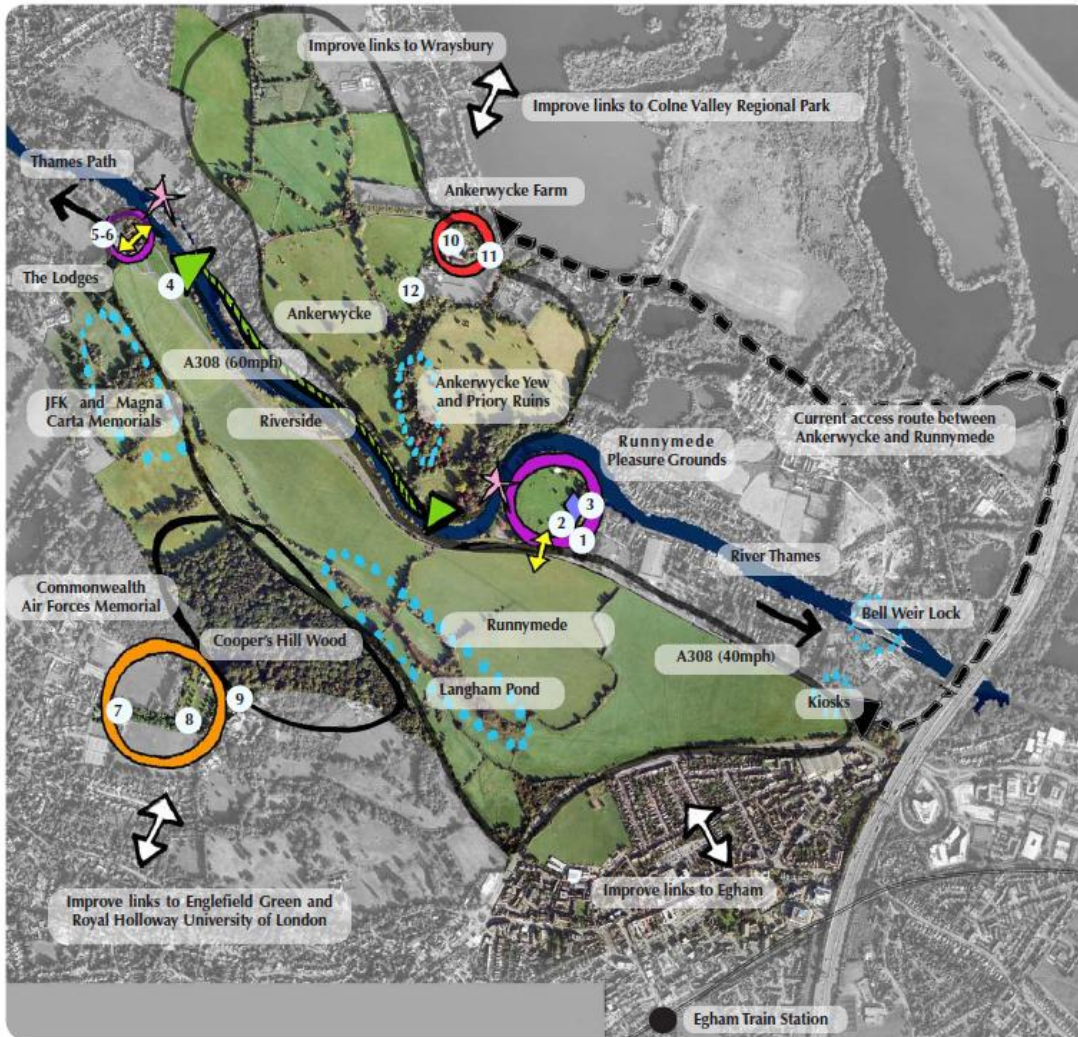 Improve links to Wraysbury
Improve links to Colne Valley Regional Park
Thames Path
Ankerwycke Farm
5-6
10
11
The Lodges
4
12
Ankerwycke
A308 (60mph)
Ankerwycke Yew
and Priory Ruins
JFK and Magna
Carta Memorials
Riverside
Current access route between
Ankerwycke and Runnymede
Runnymede
Pleasure Grounds
3
2
1
River Thames
Commonwealth
Air Forces Memorial
Bell Weir Lock
Cooper's Hill Wood
Runnymede
A308 (40mph)
Langham Pond
Kiosks
7
8
9
Improve links to Englefield Green and
Royal Holloway University of London
Improve links to Egham
Egham Train Station